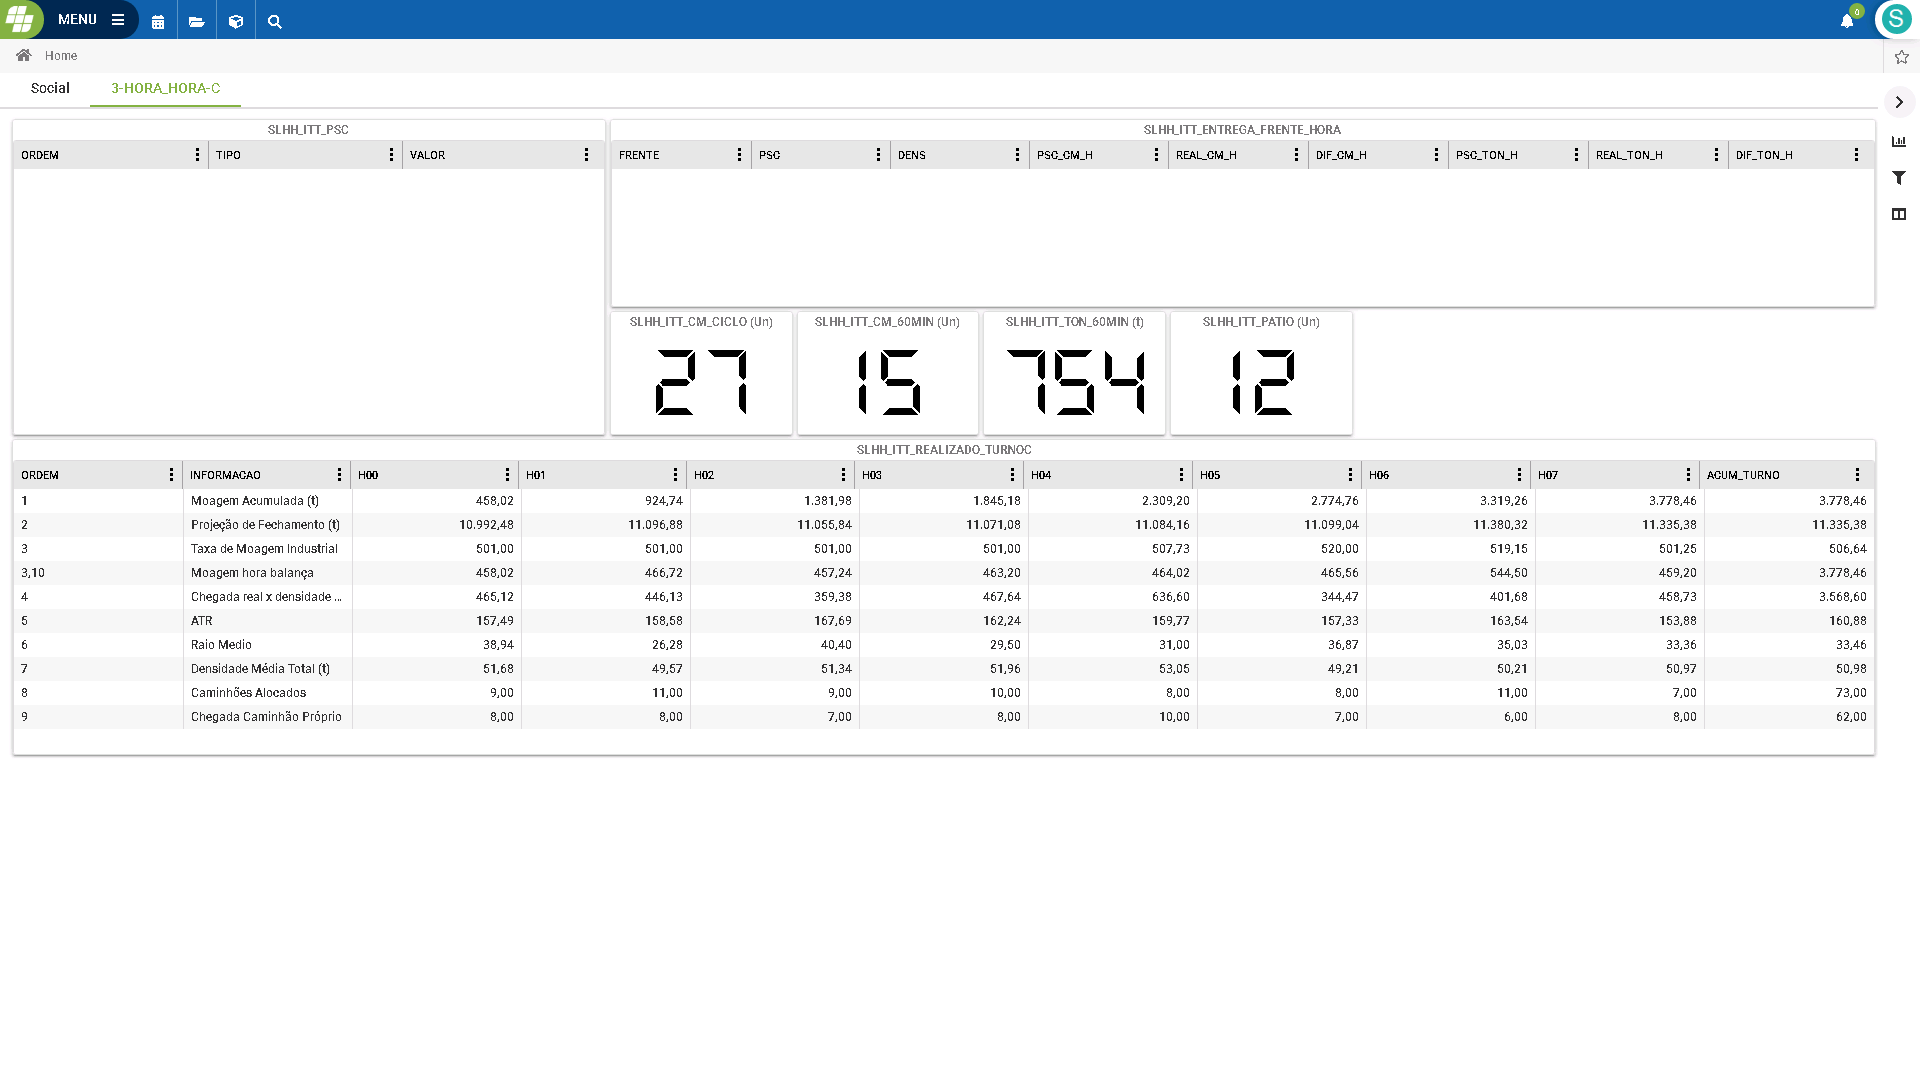 MENU
0
S
Home
Social 3-HORA_HORA-C
SLHH_ITT_PSC
ORDEM TIPO VALOR
SLHH_ITT_ENTREGA_FRENTE_HORA
FRENTE PSC DENS PSC_CM_H REAL_CM_H DIF_CM_H PSC_TON_H REAL_TON_H DIF_TON_H
SLHH_ITT_CM_CICLO (Un)
27
SLHH_ITT_CM_60MIN (Un)
15
SLHH_ITT_TON_60MIN (t)
754
SLHH_ITT_PATIO (Un)
12
SLHH_ITT_REALIZADO_TURNOC
ORDEM INFORMACAO H00 H01 H02 H03 H04 H05 H06 H07 ACUM_TURNO
1 Moagem Acumulada (t) 458,02 924,74 1.381,98 1.845,18 2.309,20 2.774,76 3.319,26 3.778,46 3.778,46
2 Projeção de Fechamento (t) 10.992,48 11.096,88 11.055,84 11.071,08 11.084,16 11.099,04 11.380,32 11.335,38 11.335,38
3 Taxa de Moagem Industrial 501,00 501,00 501,00 501,00 507,73 520,00 519,15 501,25 506,64
3,10 Moagem hora balança 458,02 466,72 457,24 463,20 464,02 465,56 544,50 459,20 3.778,46
4 Chegada real x densidade ... 465,12 446,13 359,38 467,64 636,60 344,47 401,68 458,73 3.568,60
5 ATR 157,49 158,58 167,69 162,24 159,77 157,33 163,54 153,88 160,88
6 Raio Medio 38,94 26,28 40,40 29,50 31,00 36,87 35,03 33,36 33,46
7 Densidade Média Total (t) 51,68 49,57 51,34 51,96 53,05 49,21 50,21 50,97 50,98
8 Caminhões Alocados 9,00 11,00 9,00 10,00 8,00 8,00 11,00 7,00 73,00
9 Chegada Caminhão Próprio 8,00 8,00 7,00 8,00 10,00 7,00 6,00 8,00 62,00